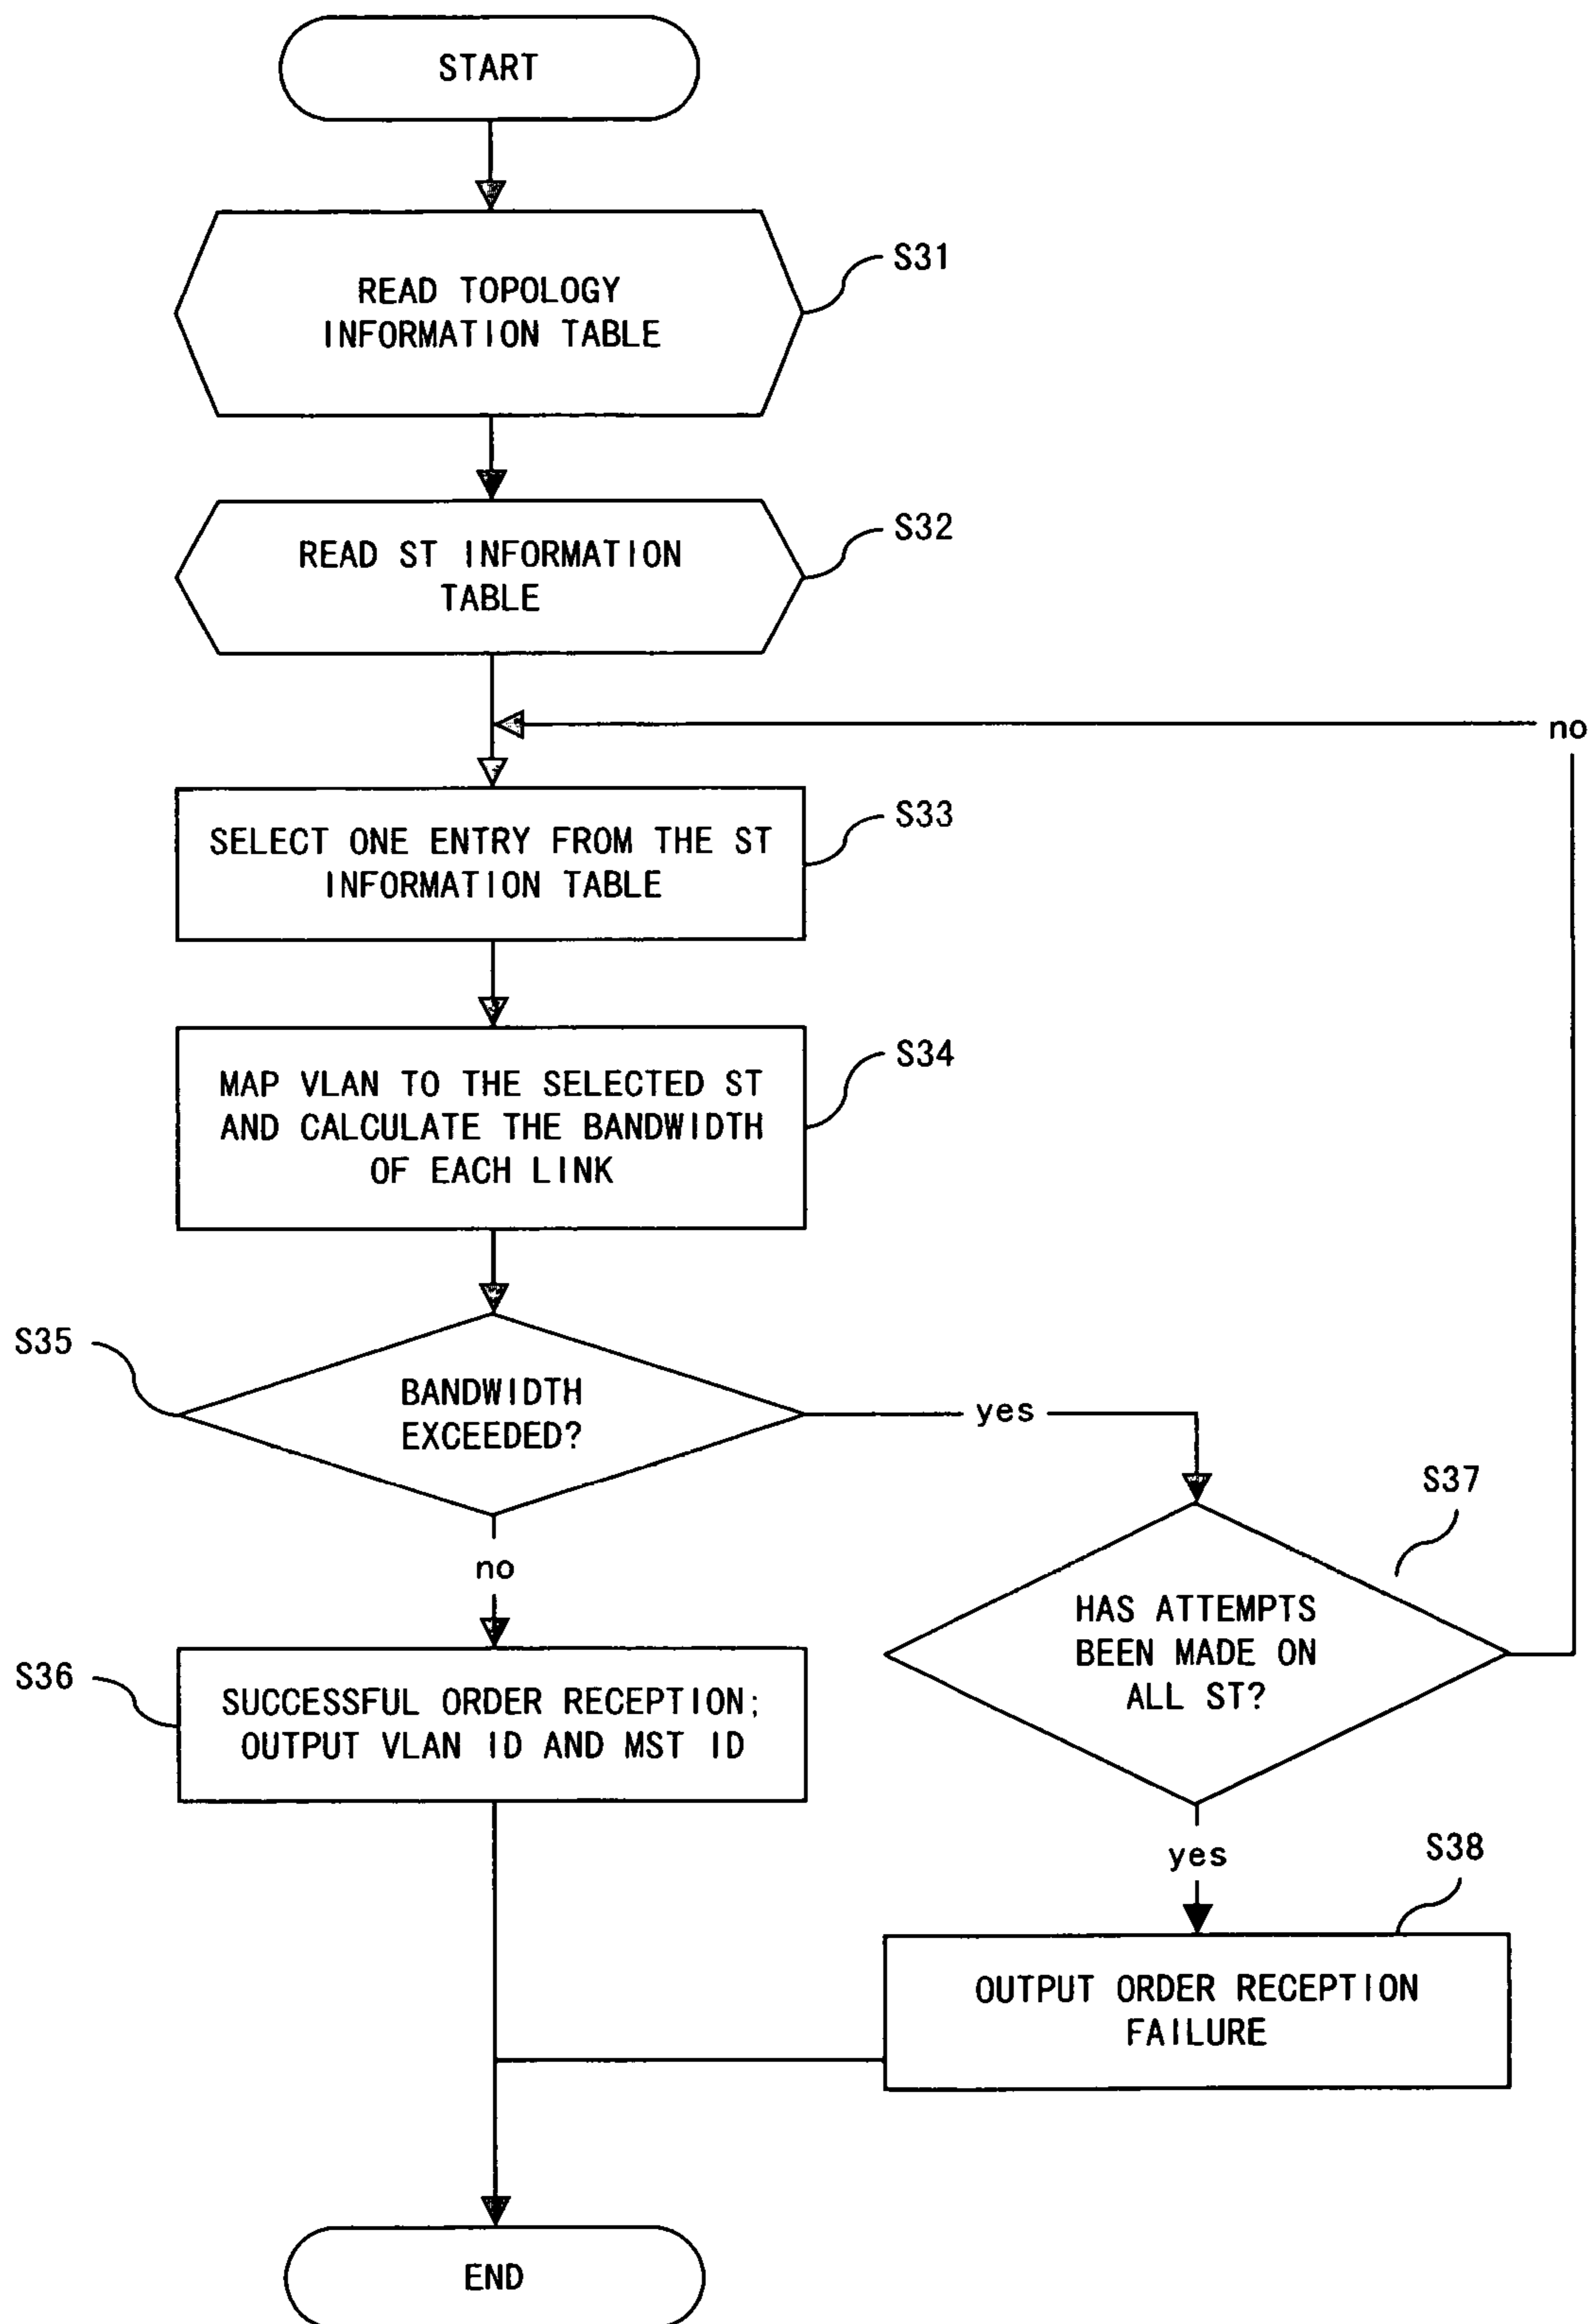 START
READ TOPOLOGY
INFORMATION TABLE
S31
READ ST INFORMATION
TABLE
S32
no
SELECT ONE ENTRY FROM THE ST
INFORMATION TABLE
S33
MAP VLAN TO THE SELECTED ST
AND CALCULATE THE BANDWIDTH
OF EACH LINK
S34
S35
BANDWIDTH
EXCEEDED?
yes
no
S37
HAS ATTEMPTS
BEEN MADE ON
ALL ST?
S36
SUCCESSFUL ORDER RECEPTION;
OUTPUT VLAN ID AND MST ID
yes
S38
OUTPUT ORDER RECEPTION
FAILURE
END